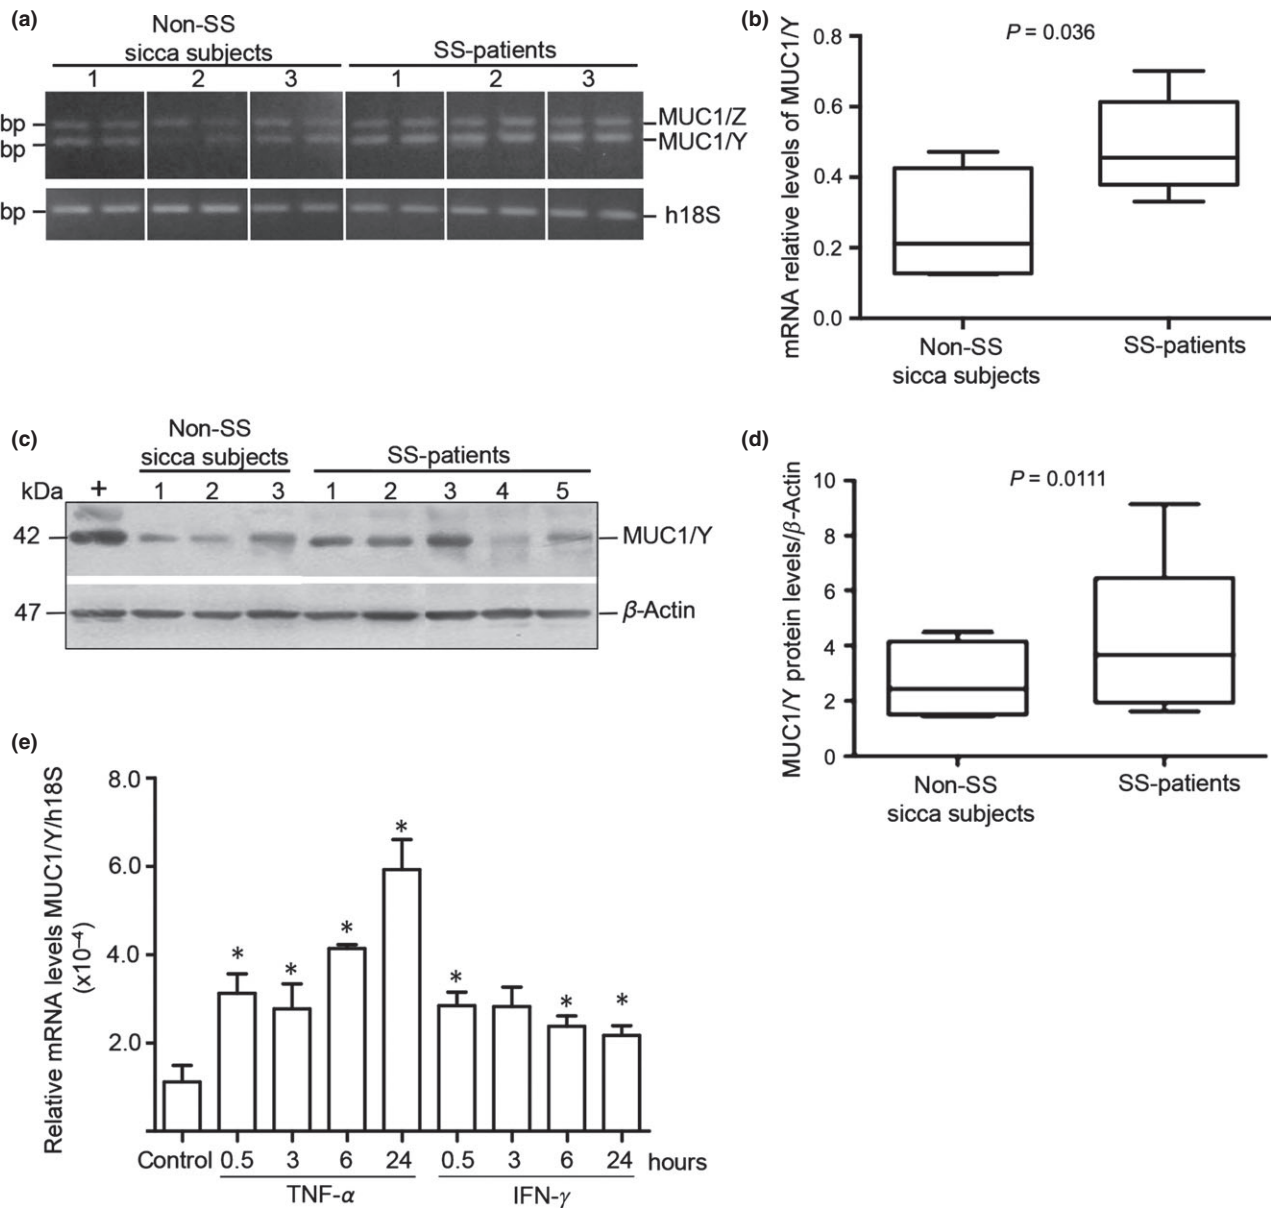 (a)
Non-SS
sicca subjects
SS-patients
1 2 3 1 2 3
bp
MUC1/Z
bp
MUC1/Y
bp
h18S
(b)
P = 0.036
mRNA relative levels of MUC1/Y
0.8
0.6
0.4
0.2
0.0
Non-SS
sicca subjects
SS-patients
(c)
Non-SS
sicca subjects
SS-patients
kDa + 1 2 3 1 2 3 4 5
42
MUC1/Y
47
β-Actin
(d)
P = 0.0111
MUC1/Y protein levels/β-Actin
10
8
6
4
2
0
Non-SS
sicca subjects
SS-patients
(e)
Relative mRNA levels MUC1/Y/h18S
(x10⁻⁴)
8.0
6.0
4.0
2.0
* * * * * * *
Control 0.5 3 6 24 0.5 3 6 24 hours
TNF-α IFN-γ